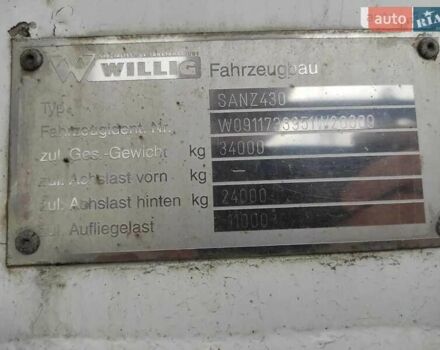 auto RIA
WILLIG Fahrzeugbau
Typ SANZ430
Fahrzeugident. Nr.
zul. Ges.-Gewicht kg 34000
zul. Achslast vorn kg -
zul. Achslast hinten kg 24000
zul. Aufliegelast 11000